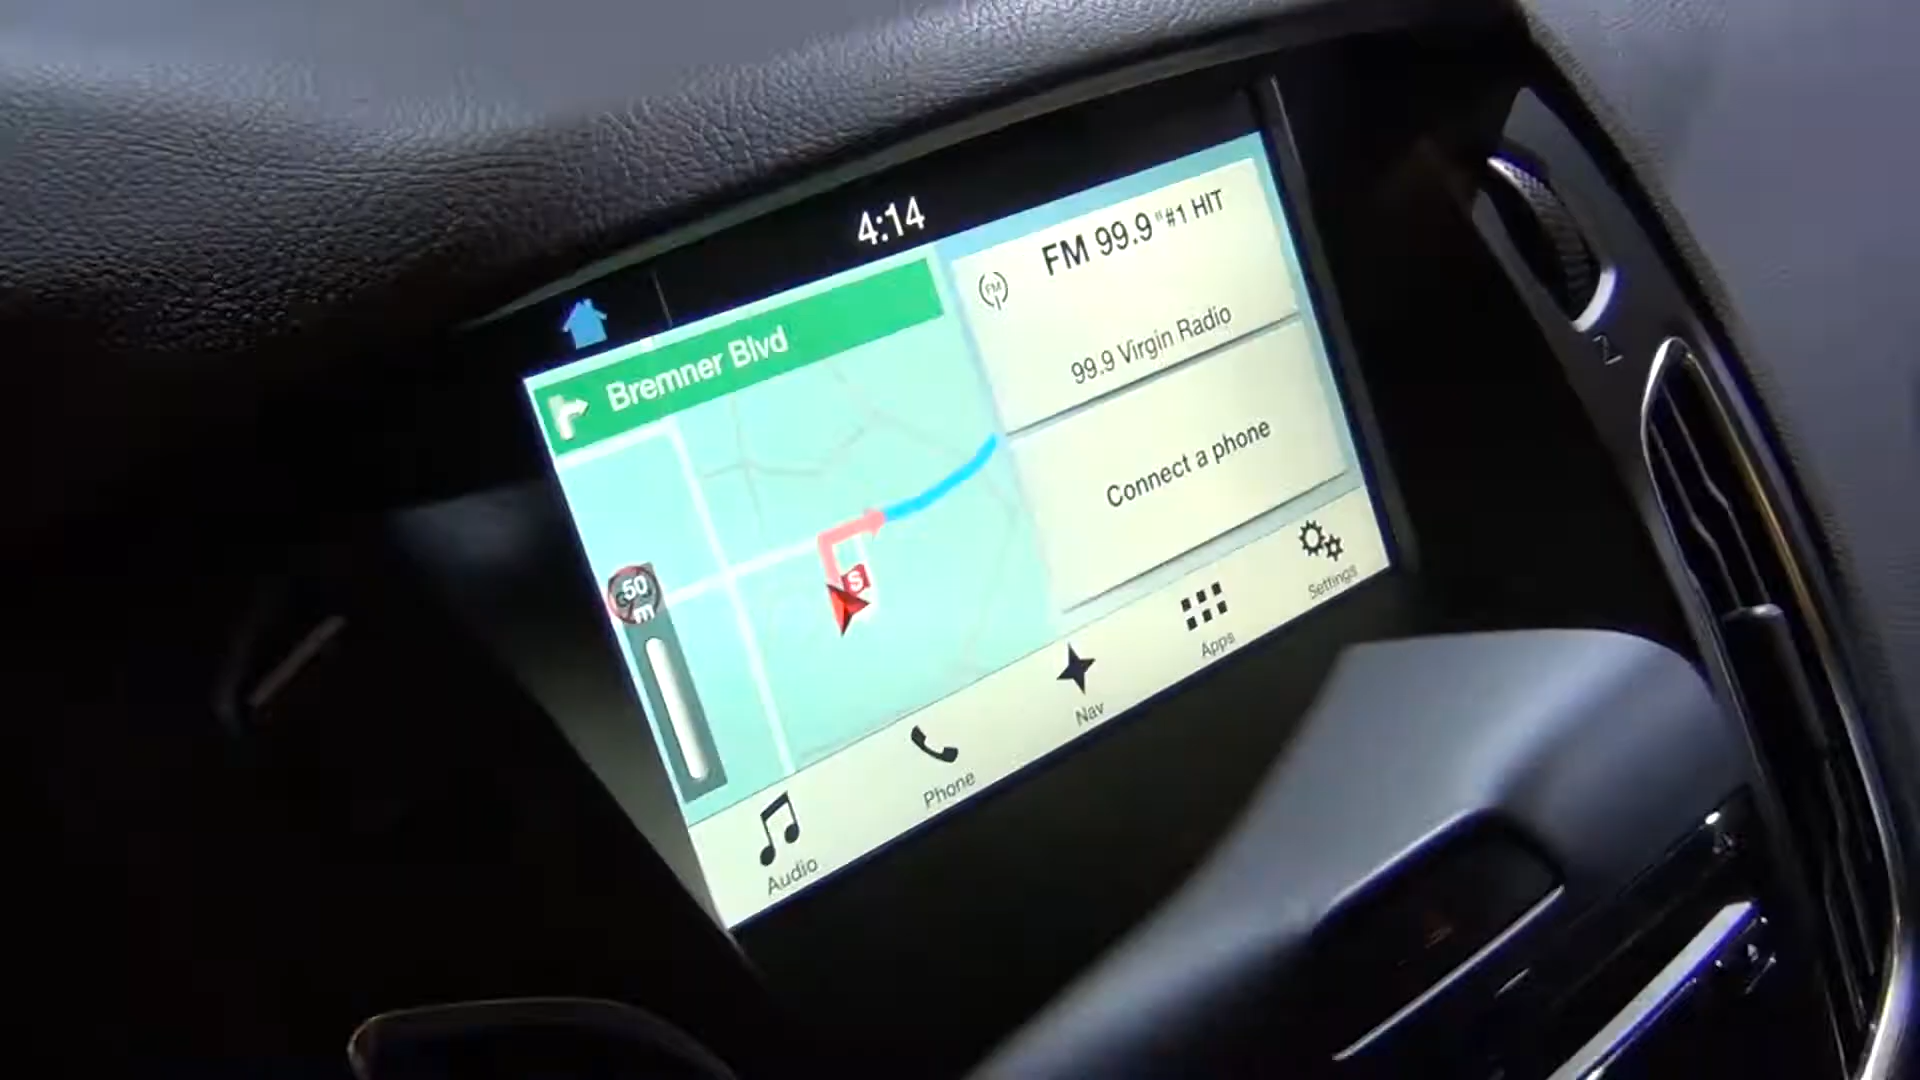 4:14
Bremner Blvd
FM
FM 99.9 "#1 HIT
99.9 Virgin Radio
Connect a phone
50
m
S
Audio
Phone
Nav
Apps
Settings